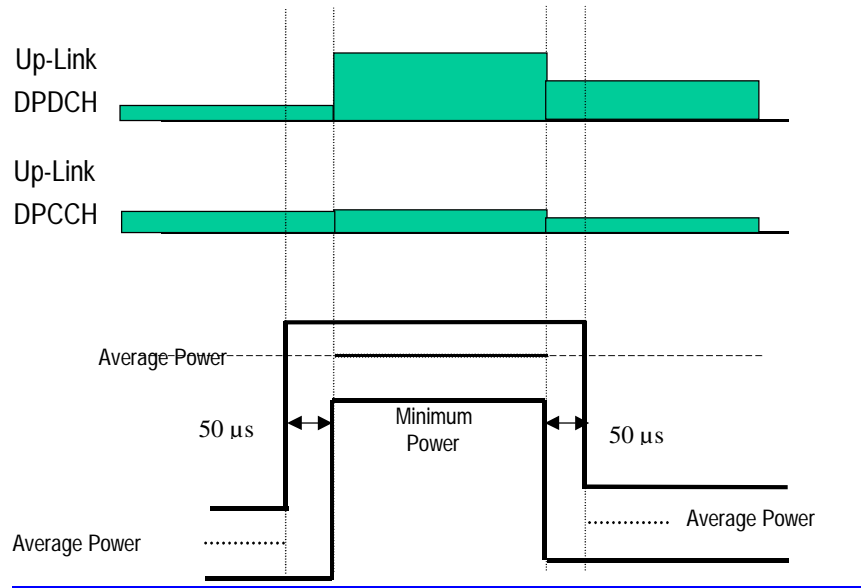 Up-Link
DPDCH
Up-Link
DPCCH
Average Power
50 µs
Minimum
Power
50 µs
Average Power
Average Power